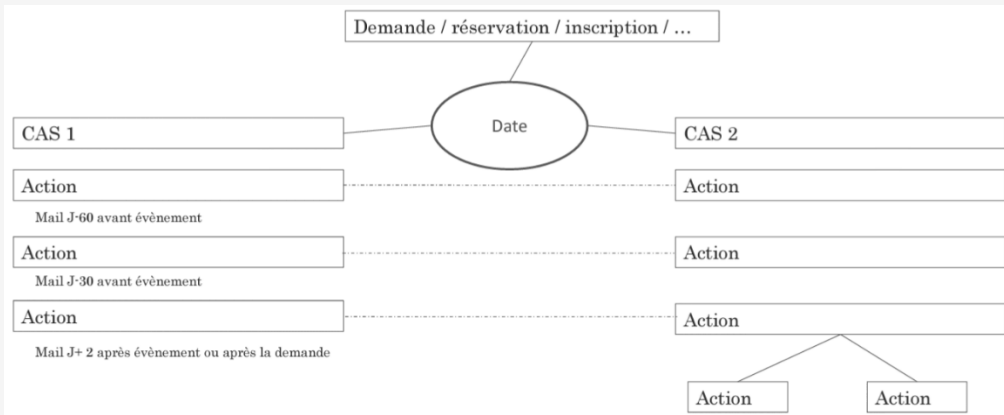 Demande / réservation / inscription / …
Date
CAS 1
CAS 2
Action
Action
Mail J-60 avant évènement
Action
Action
Mail J-30 avant évènement
Action
Action
Mail J+ 2 après évènement ou après la demande
Action
Action